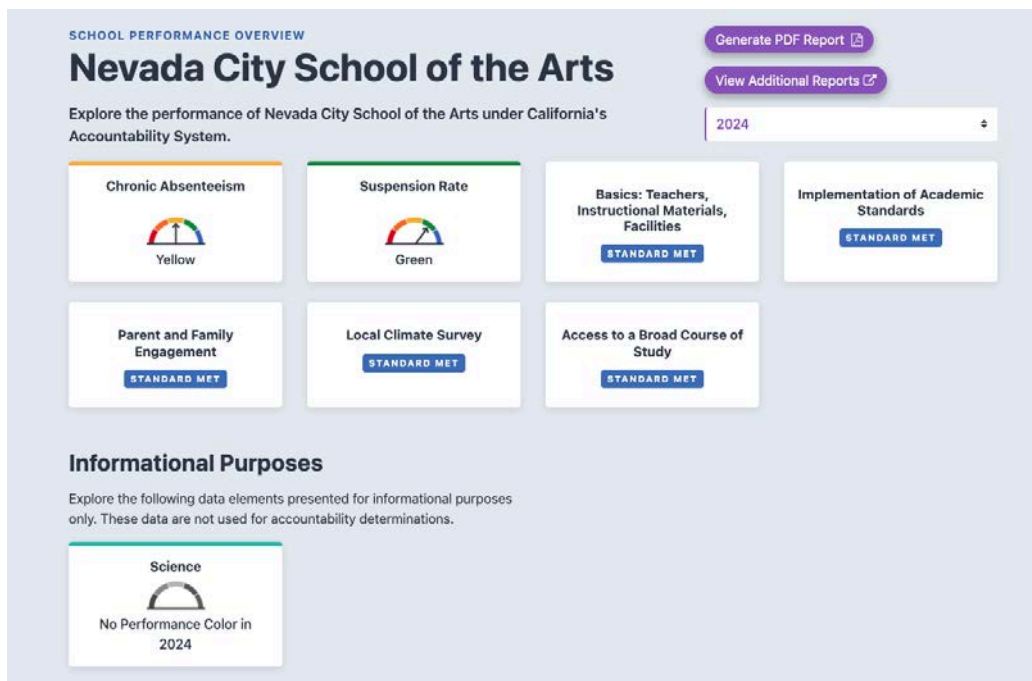 SCHOOL PERFORMANCE OVERVIEW
Nevada City School of the Arts
Explore the performance of Nevada City School of the Arts under California's
Accountability System.
Generate PDF Report
View Additional Reports
2024
Chronic Absenteeism
Yellow
Suspension Rate
Green
Basics: Teachers,
Instructional Materials,
Facilities
STANDARD MET
Implementation of Academic
Standards
STANDARD MET
Parent and Family
Engagement
STANDARD MET
Local Climate Survey
STANDARD MET
Access to a Broad Course of
Study
STANDARD MET
Informational Purposes
Explore the following data elements presented for informational purposes
only. These data are not used for accountability determinations.
Science
No Performance Color in
2024